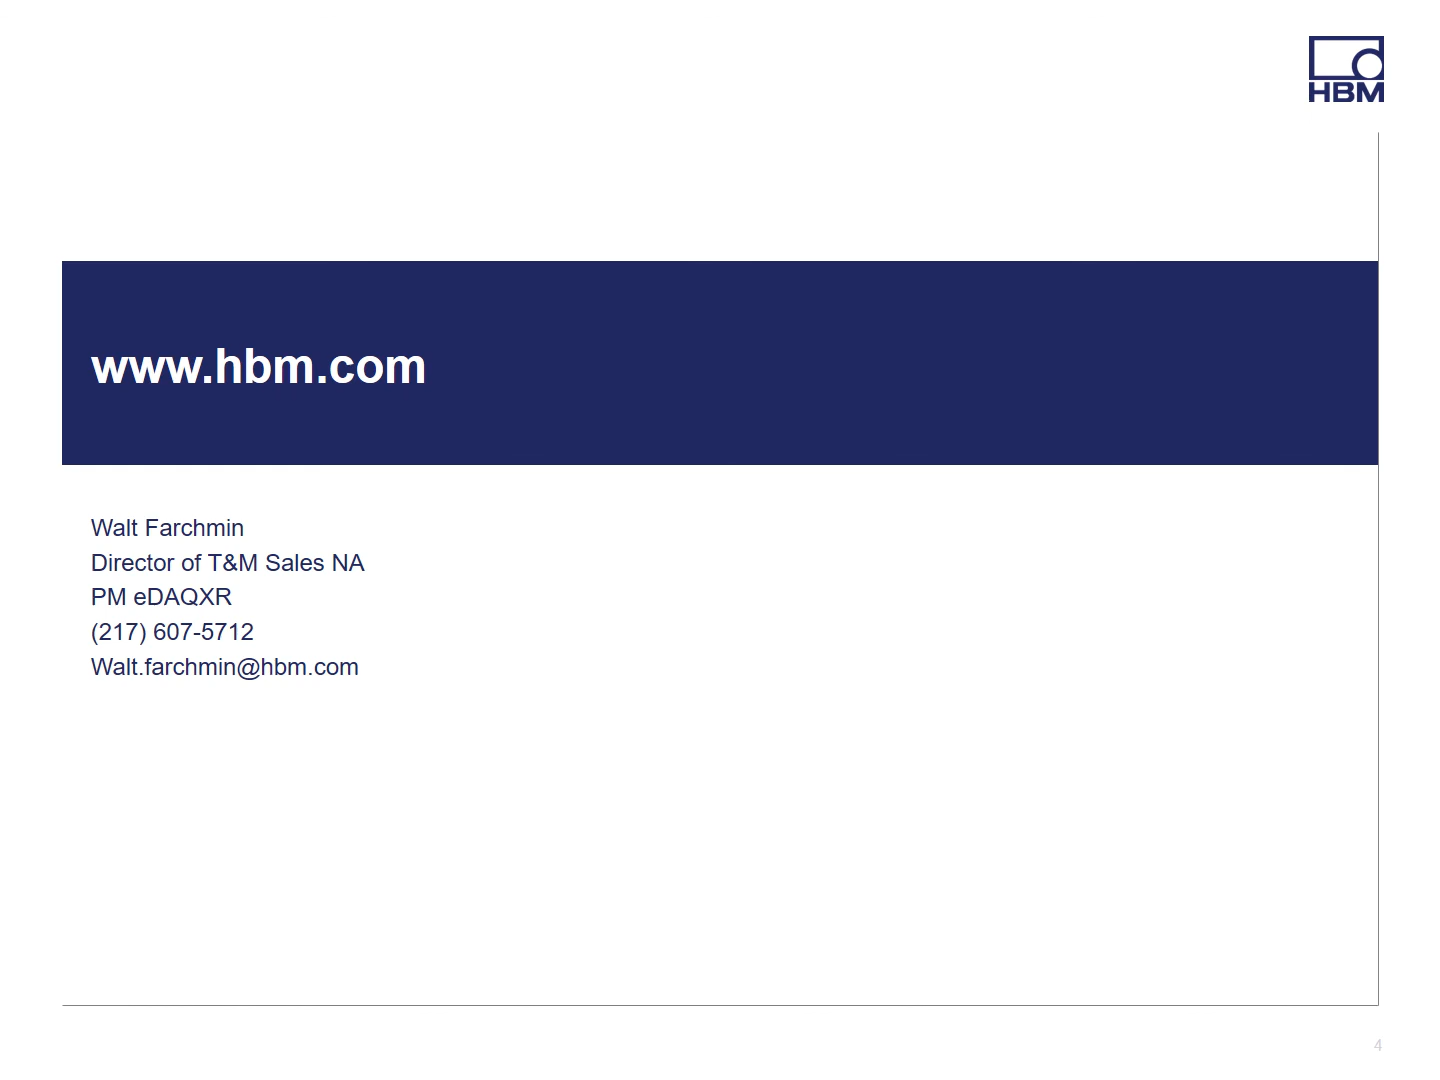 HBM
www.hbm.com
Walt Farchmin
Director of T&M Sales NA
PM eDAQXR
(217) 607-5712
Walt.farchmin@hbm.com
4